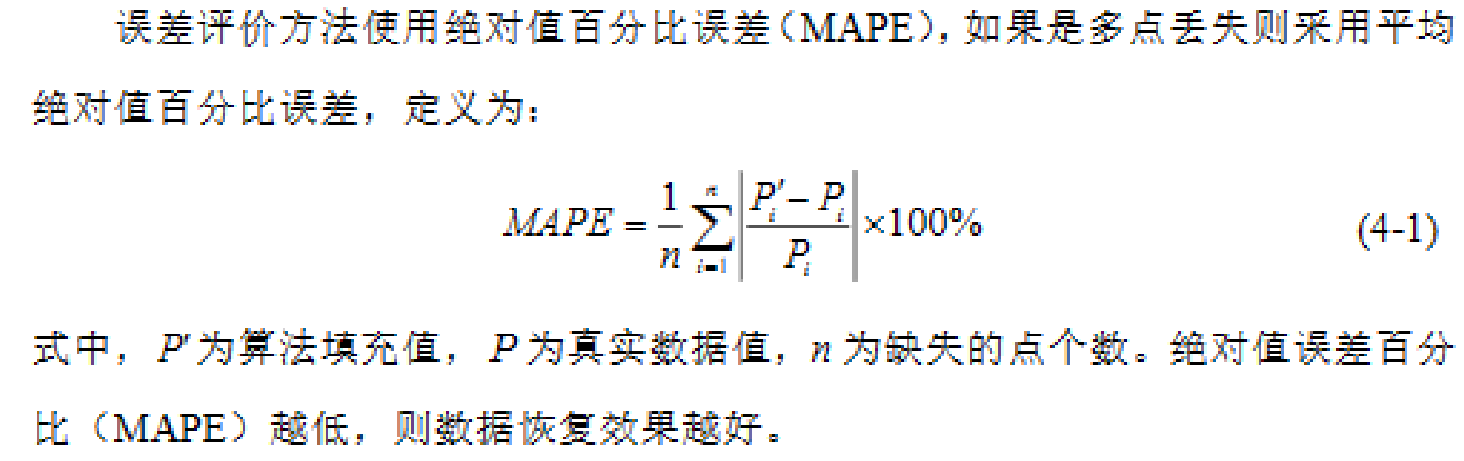 误差评价方法使用绝对值百分比误差（MAPE），如果是多点丢失则采用平均
绝对值百分比误差，定义为：
MAPE = \frac{1}{n} \sum_{i=1}^{n} \left| \frac{P_i' - P_i}{P_i} \right| \times 100\% (4-1)
式中，P′为算法填充值，P 为真实数据值，n 为缺失的点个数。绝对值误差百分
比（MAPE）越低，则数据恢复效果越好。